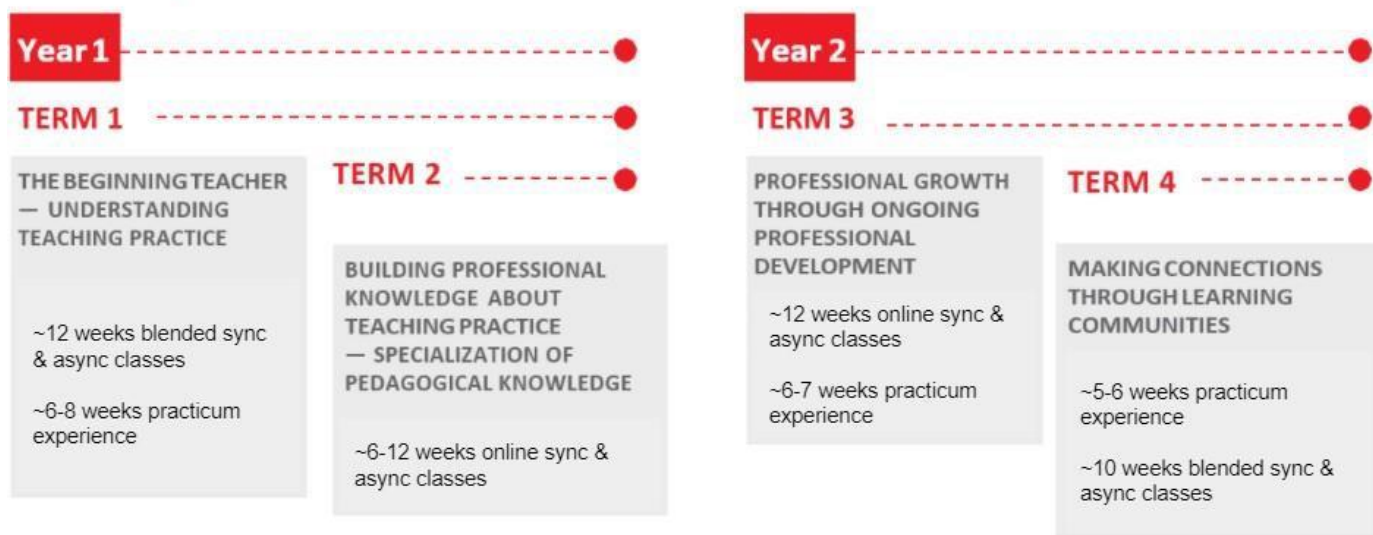 Year 1
TERM 1
THE BEGINNING TEACHER
— UNDERSTANDING
TEACHING PRACTICE
~12 weeks blended sync
& async classes
~6-8 weeks practicum
experience
TERM 2
BUILDING PROFESSIONAL
KNOWLEDGE ABOUT
TEACHING PRACTICE
— SPECIALIZATION OF
PEDAGOGICAL KNOWLEDGE
~6-12 weeks online sync &
async classes
Year 2
TERM 3
PROFESSIONAL GROWTH
THROUGH ONGOING
PROFESSIONAL
DEVELOPMENT
~12 weeks online sync &
async classes
~6-7 weeks practicum
experience
TERM 4
MAKING CONNECTIONS
THROUGH LEARNING
COMMUNITIES
~5-6 weeks practicum
experience
~10 weeks blended sync &
async classes